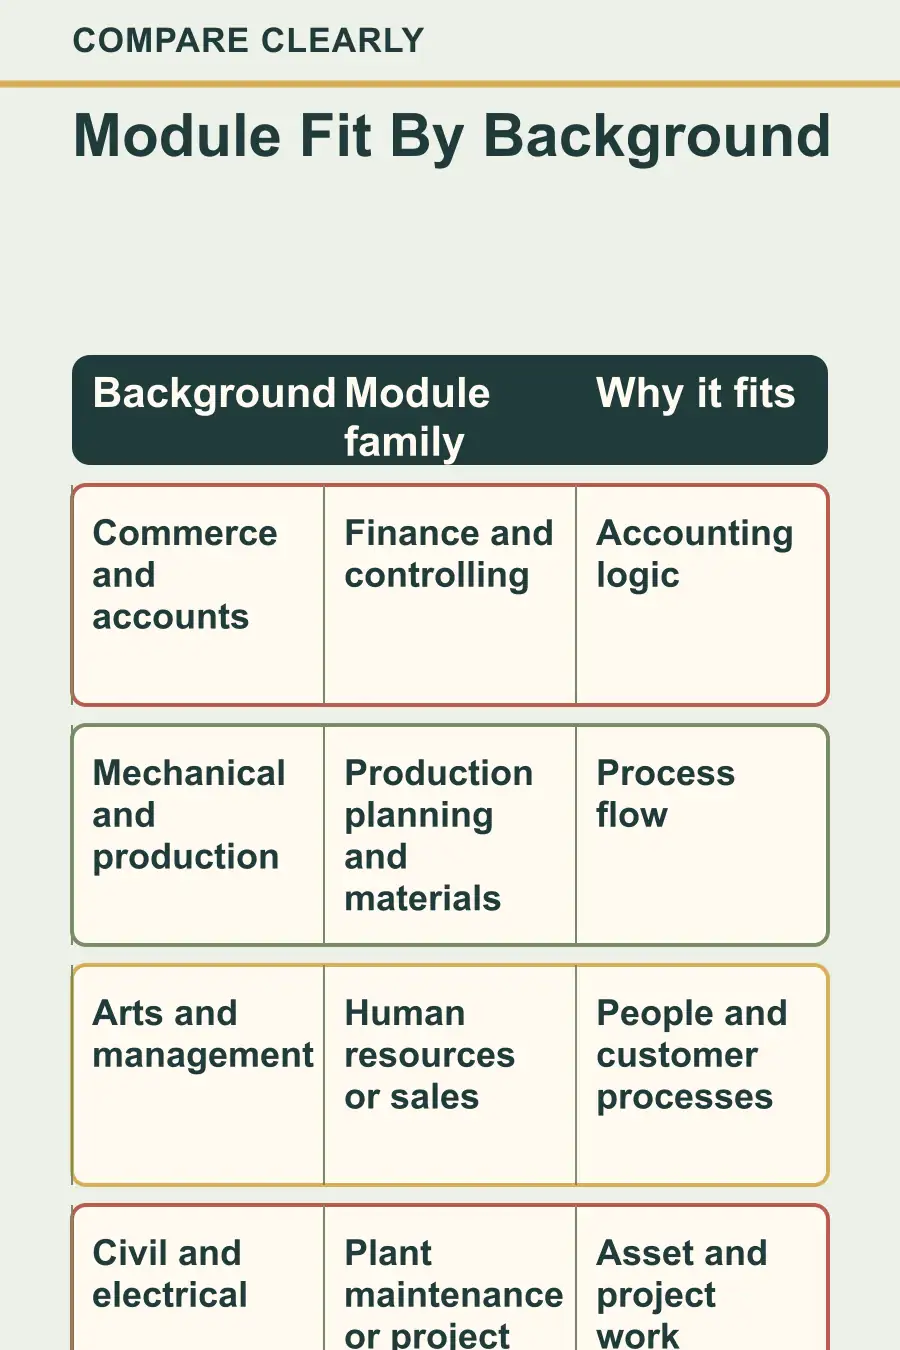 COMPARE CLEARLY
Module Fit By Background
Background
Module
family
Why it fits
Commerce
and
accounts
Finance and
controlling
Accounting
logic
Mechanical
and
production
Production
planning
and
materials
Process
flow
Arts and
management
Human
resources
or sales
People and
customer
processes
Civil and
electrical
Plant
maintenance
or project
Asset and
project
work